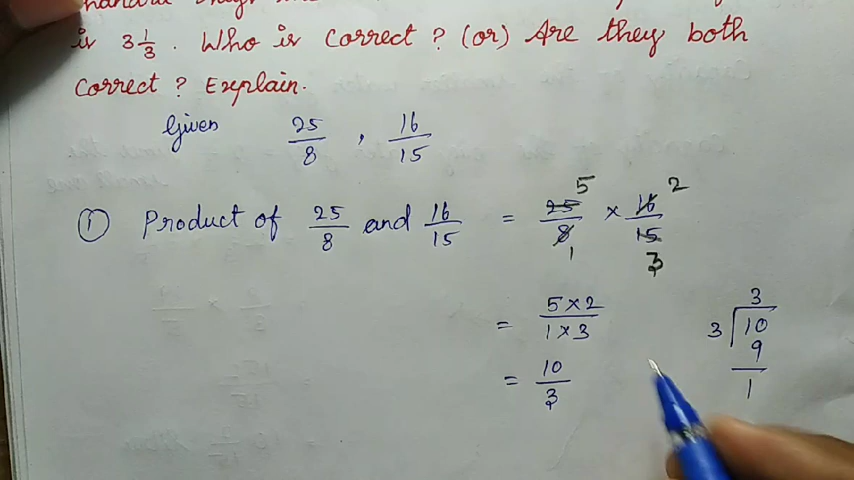 is 3 1/3 . Who is correct ? (or) Are they both
correct ? Explain.
Given 25/8 , 16/15
① Product of 25/8 and 16/15 = 25/8 × 16/15 5 2 1 3
= 5×2/1×3
= 10/3
3
3 10
9
1